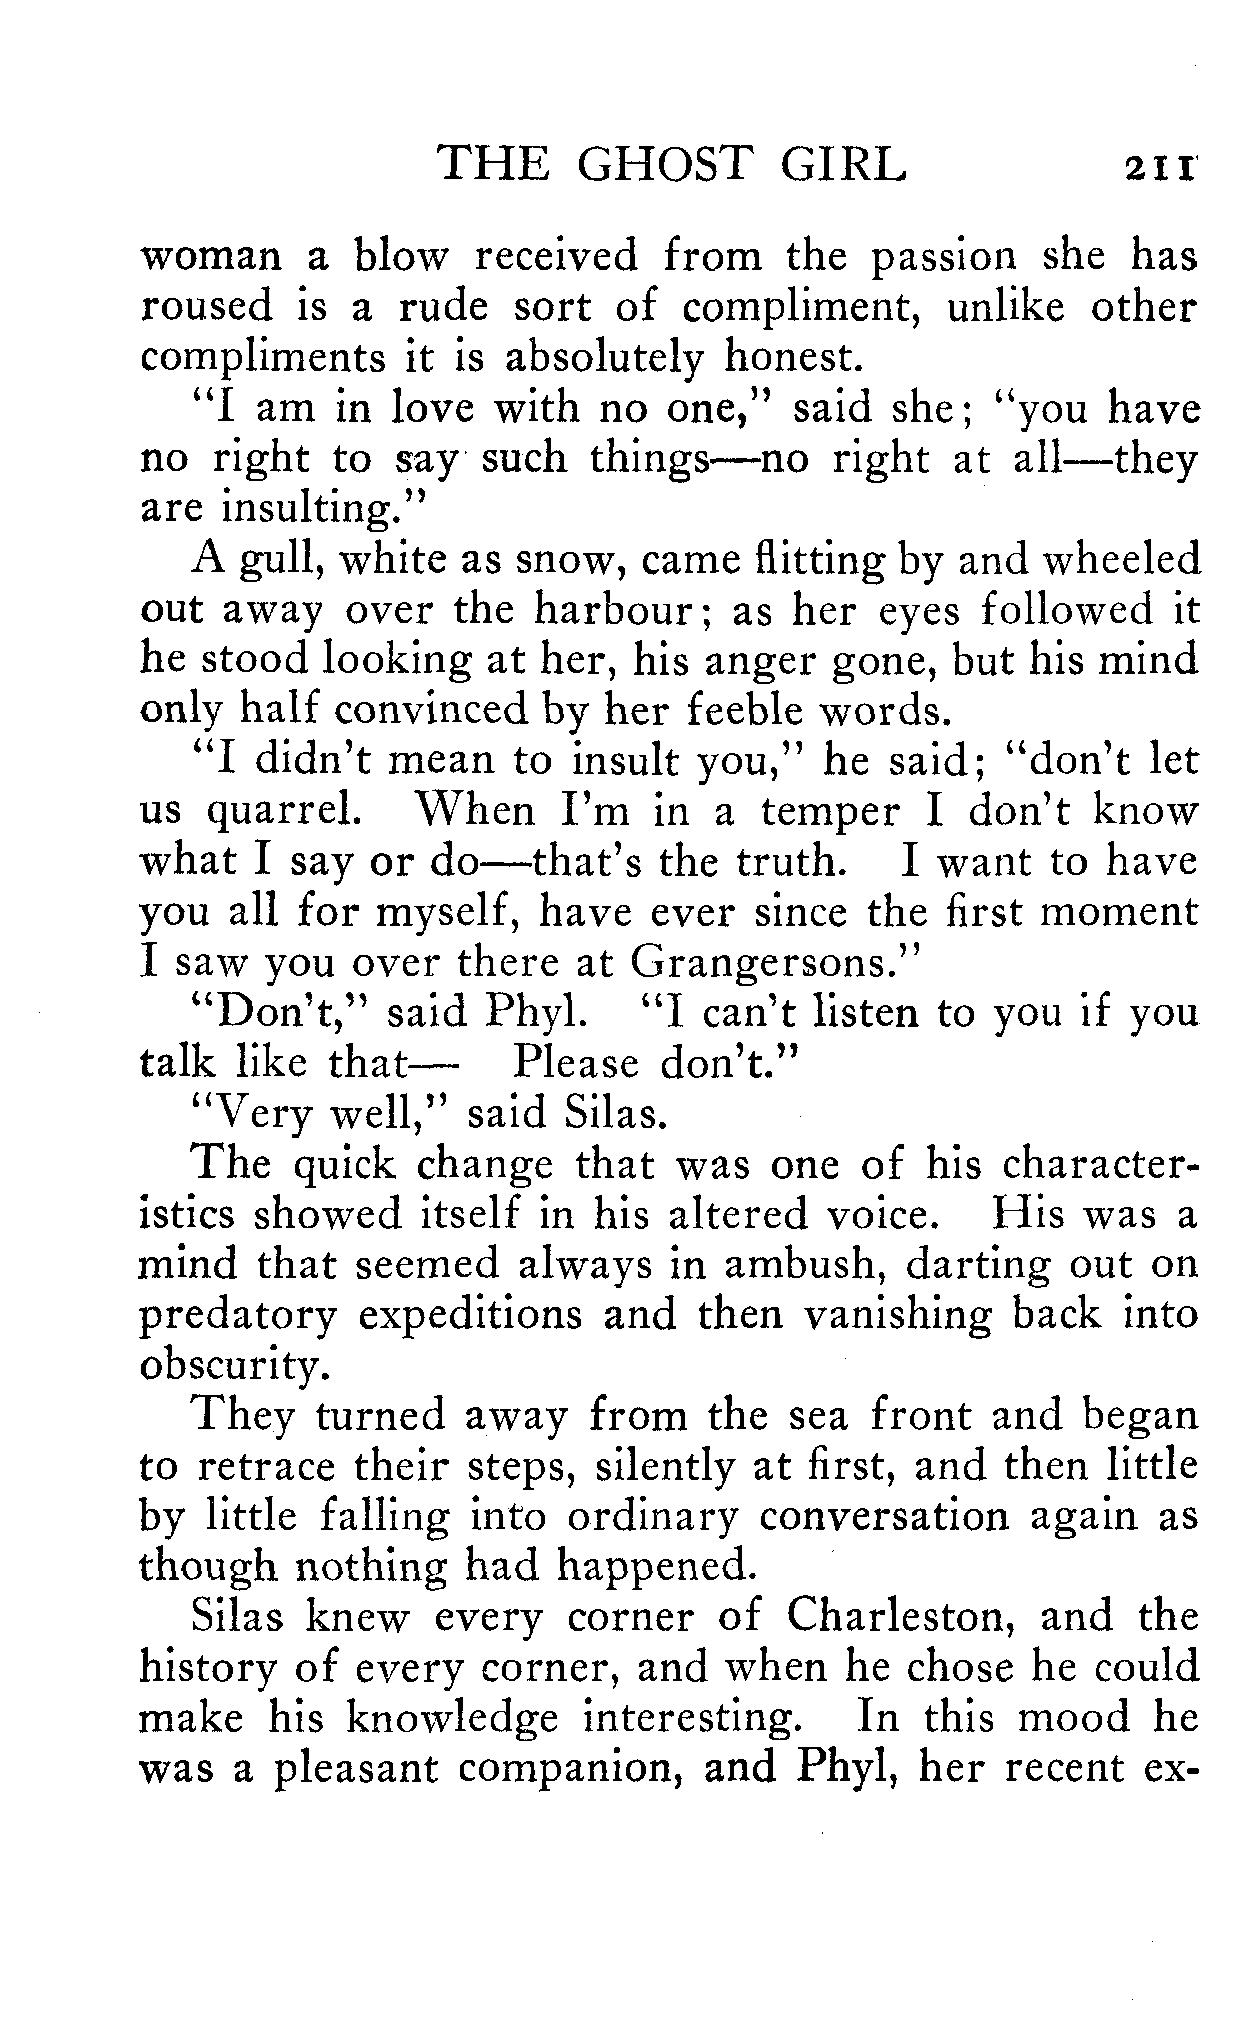 THE GHOST GIRL 211
woman a blow received from the passion she has
roused is a rude sort of compliment, unlike other
compliments it is absolutely honest.
"I am in love with no one," said she; "you have
no right to say such things—no right at all—they
are insulting."
A gull, white as snow, came flitting by and wheeled
out away over the harbour; as her eyes followed it
he stood looking at her, his anger gone, but his mind
only half convinced by her feeble words.
"I didn't mean to insult you," he said; "don't let
us quarrel. When I'm in a temper I don't know
what I say or do—that's the truth. I want to have
you all for myself, have ever since the first moment
I saw you over there at Grangersons."
"Don't," said Phyl. "I can't listen to you if you
talk like that— Please don't."
"Very well," said Silas.
The quick change that was one of his character-
istics showed itself in his altered voice. His was a
mind that seemed always in ambush, darting out on
predatory expeditions and then vanishing back into
obscurity.
They turned away from the sea front and began
to retrace their steps, silently at first, and then little
by little falling into ordinary conversation again as
though nothing had happened.
Silas knew every corner of Charleston, and the
history of every corner, and when he chose he could
make his knowledge interesting. In this mood he
was a pleasant companion, and Phyl, her recent ex-